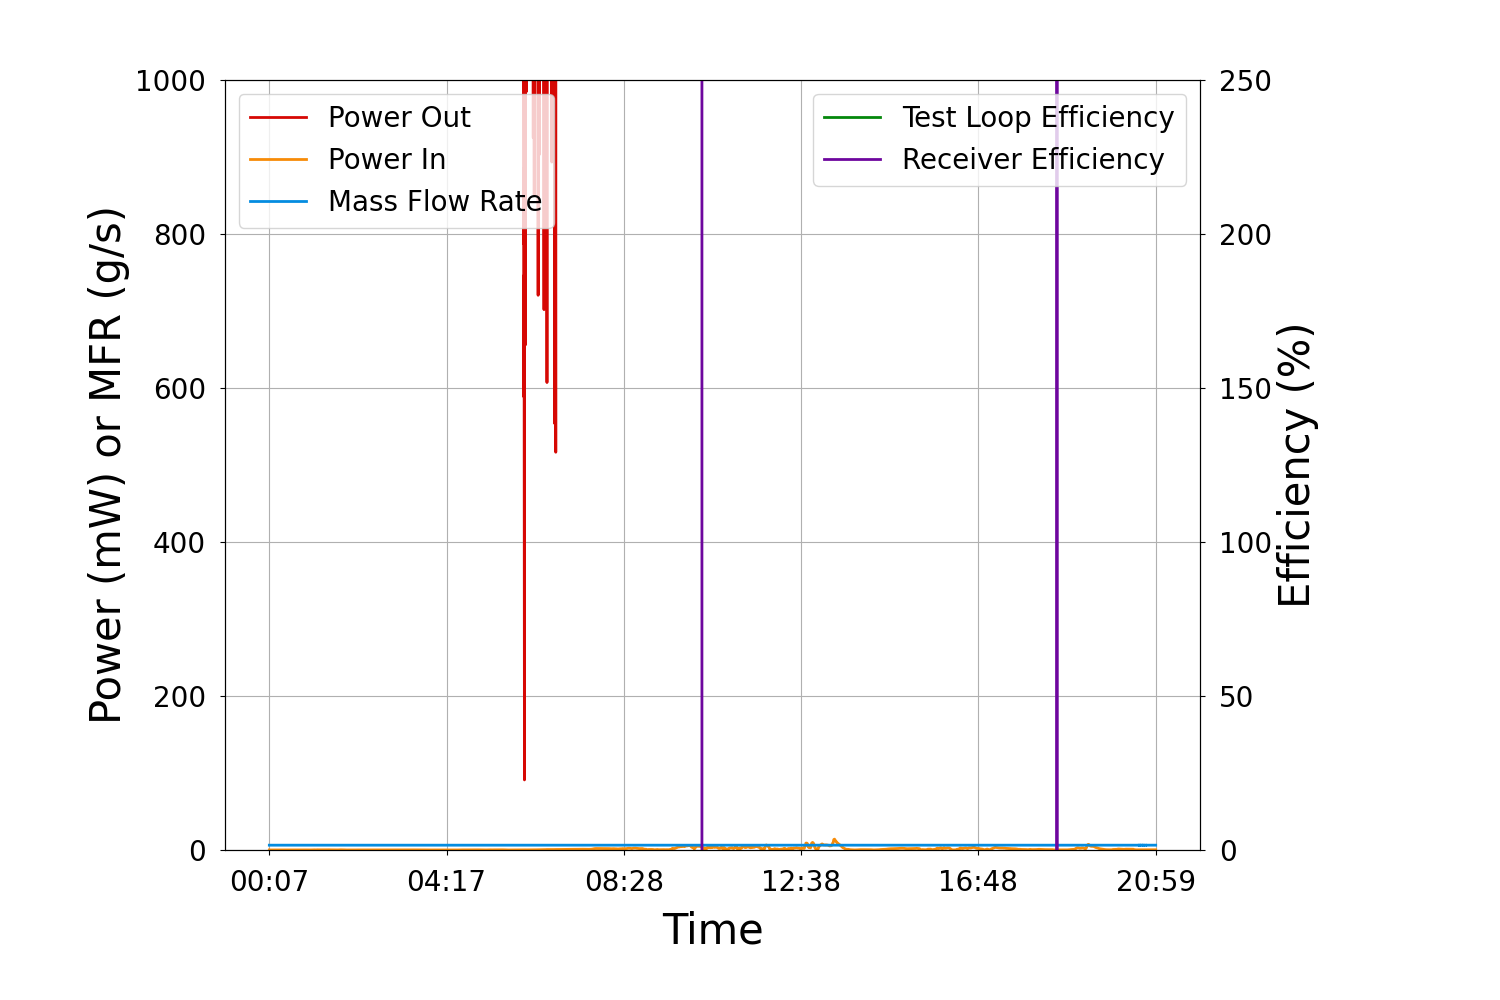 1000
800
600
400
200
0
Power (mW) or MFR (g/s)
Power Out
Power In
Mass Flow Rate
Test Loop Efficiency
Receiver Efficiency
250
200
150
100
50
0
Efficiency (%)
00:07 04:17 08:28 12:38 16:48 20:59
Time